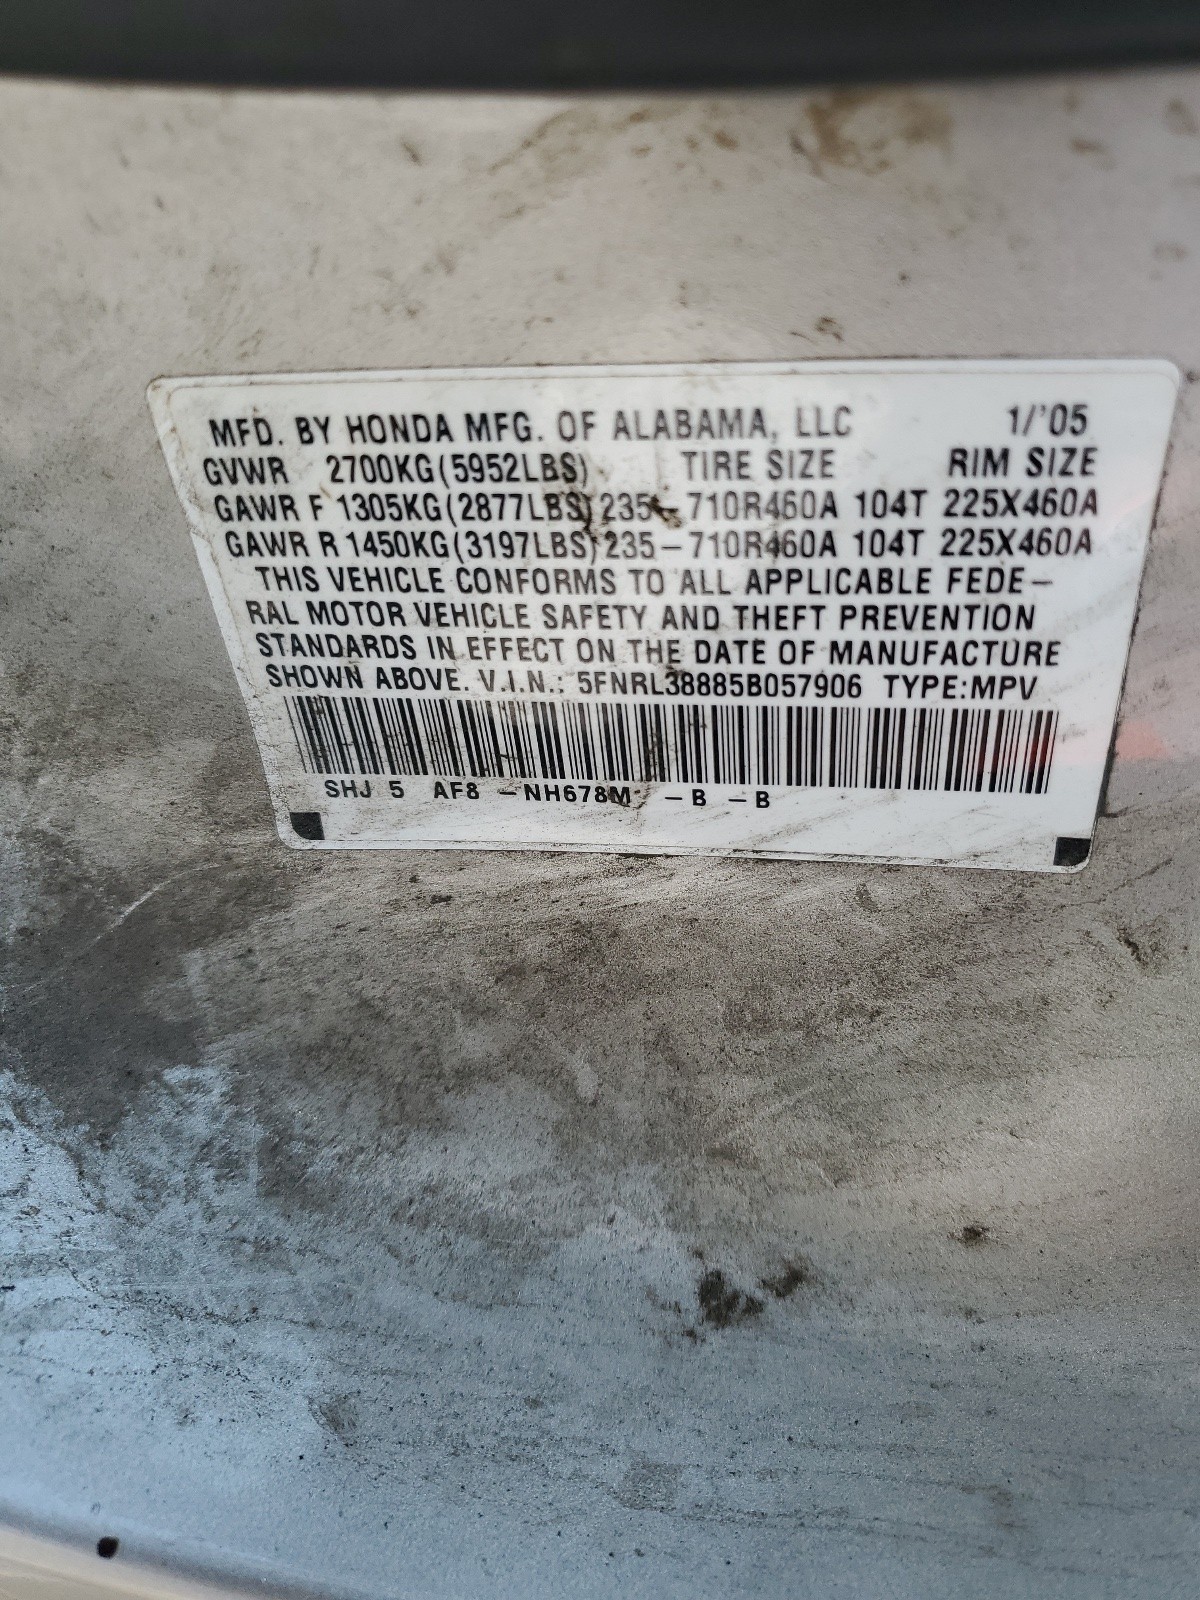 MFD. BY HONDA MFG. OF ALABAMA, LLC 1/'05
GVWR 2700KG(5952LBS) TIRE SIZE RIM SIZE
GAWR F 1305KG(2877LBS) 235-710R460A 104T 225X460A
GAWR R 1450KG(3197LBS) 235-710R460A 104T 225X460A
THIS VEHICLE CONFORMS TO ALL APPLICABLE FEDE-
RAL MOTOR VEHICLE SAFETY AND THEFT PREVENTION
STANDARDS IN EFFECT ON THE DATE OF MANUFACTURE
SHOWN ABOVE. V.I.N.: 5FNRL38885B057906 TYPE:MPV
SHJ 5 AF8 -NH678M -B -B